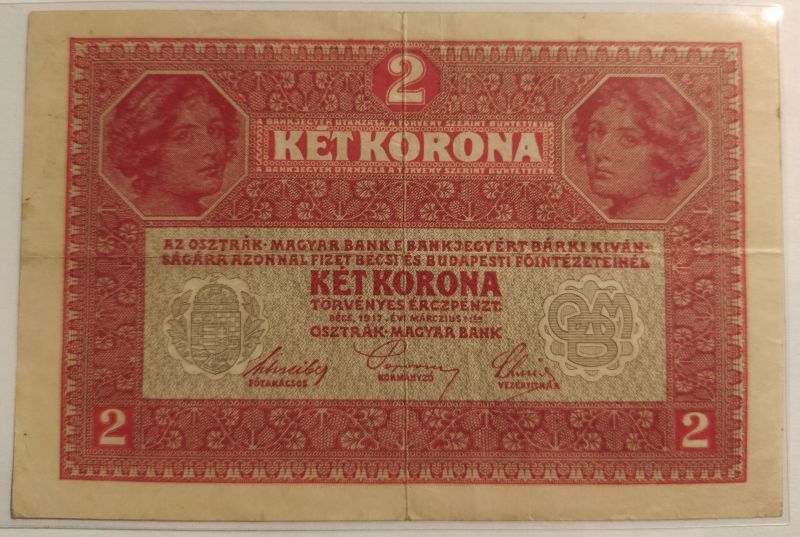 2
A BANKJEGYEK UTÁNZÁSA A TÖRVÉNY SZERINT BÜNTETTETIK
KÉT KORONA
A BANKJEGYEK UTÁNZÁSA A TÖRVÉNY SZERINT BÜNTETTETIK
AZ OSZTRÁK-MAGYAR BANK E BANKJEGYÉRT BÁRKI KIVÁN-
SÁGÁRA AZONNAL FIZET BÉCSI ÉS BUDAPESTI FŐINTÉZETEINÉL
KÉT KORONA
TÖRVÉNYES ÉRCZPÉNZT.
BÉCS, 1917. ÉVI MÁRCZIUS 1-ÉN
OSZTRÁK-MAGYAR BANK
FŐTANÁCSOS
KORMÁNYZÓ
VEZÉRTITKÁR
2
2